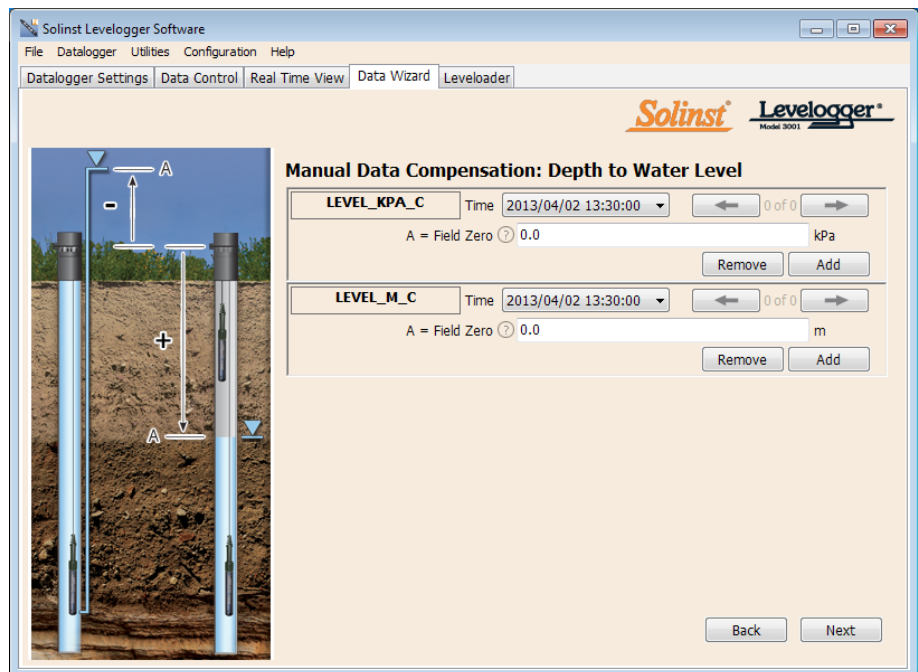 Solinst Levelogger Software
File Datalogger Utilities Configuration Help
Datalogger Settings Data Control Real Time View Data Wizard Leveloader
Solinst® Levelogger®
Model 3001
Manual Data Compensation: Depth to Water Level
LEVEL_KPA_C Time 2013/04/02 13:30:00 0 of 0
A = Field Zero ? 0.0 kPa
Remove Add
LEVEL_M_C Time 2013/04/02 13:30:00 0 of 0
A = Field Zero ? 0.0 m
Remove Add
A
-
+
A
Back Next